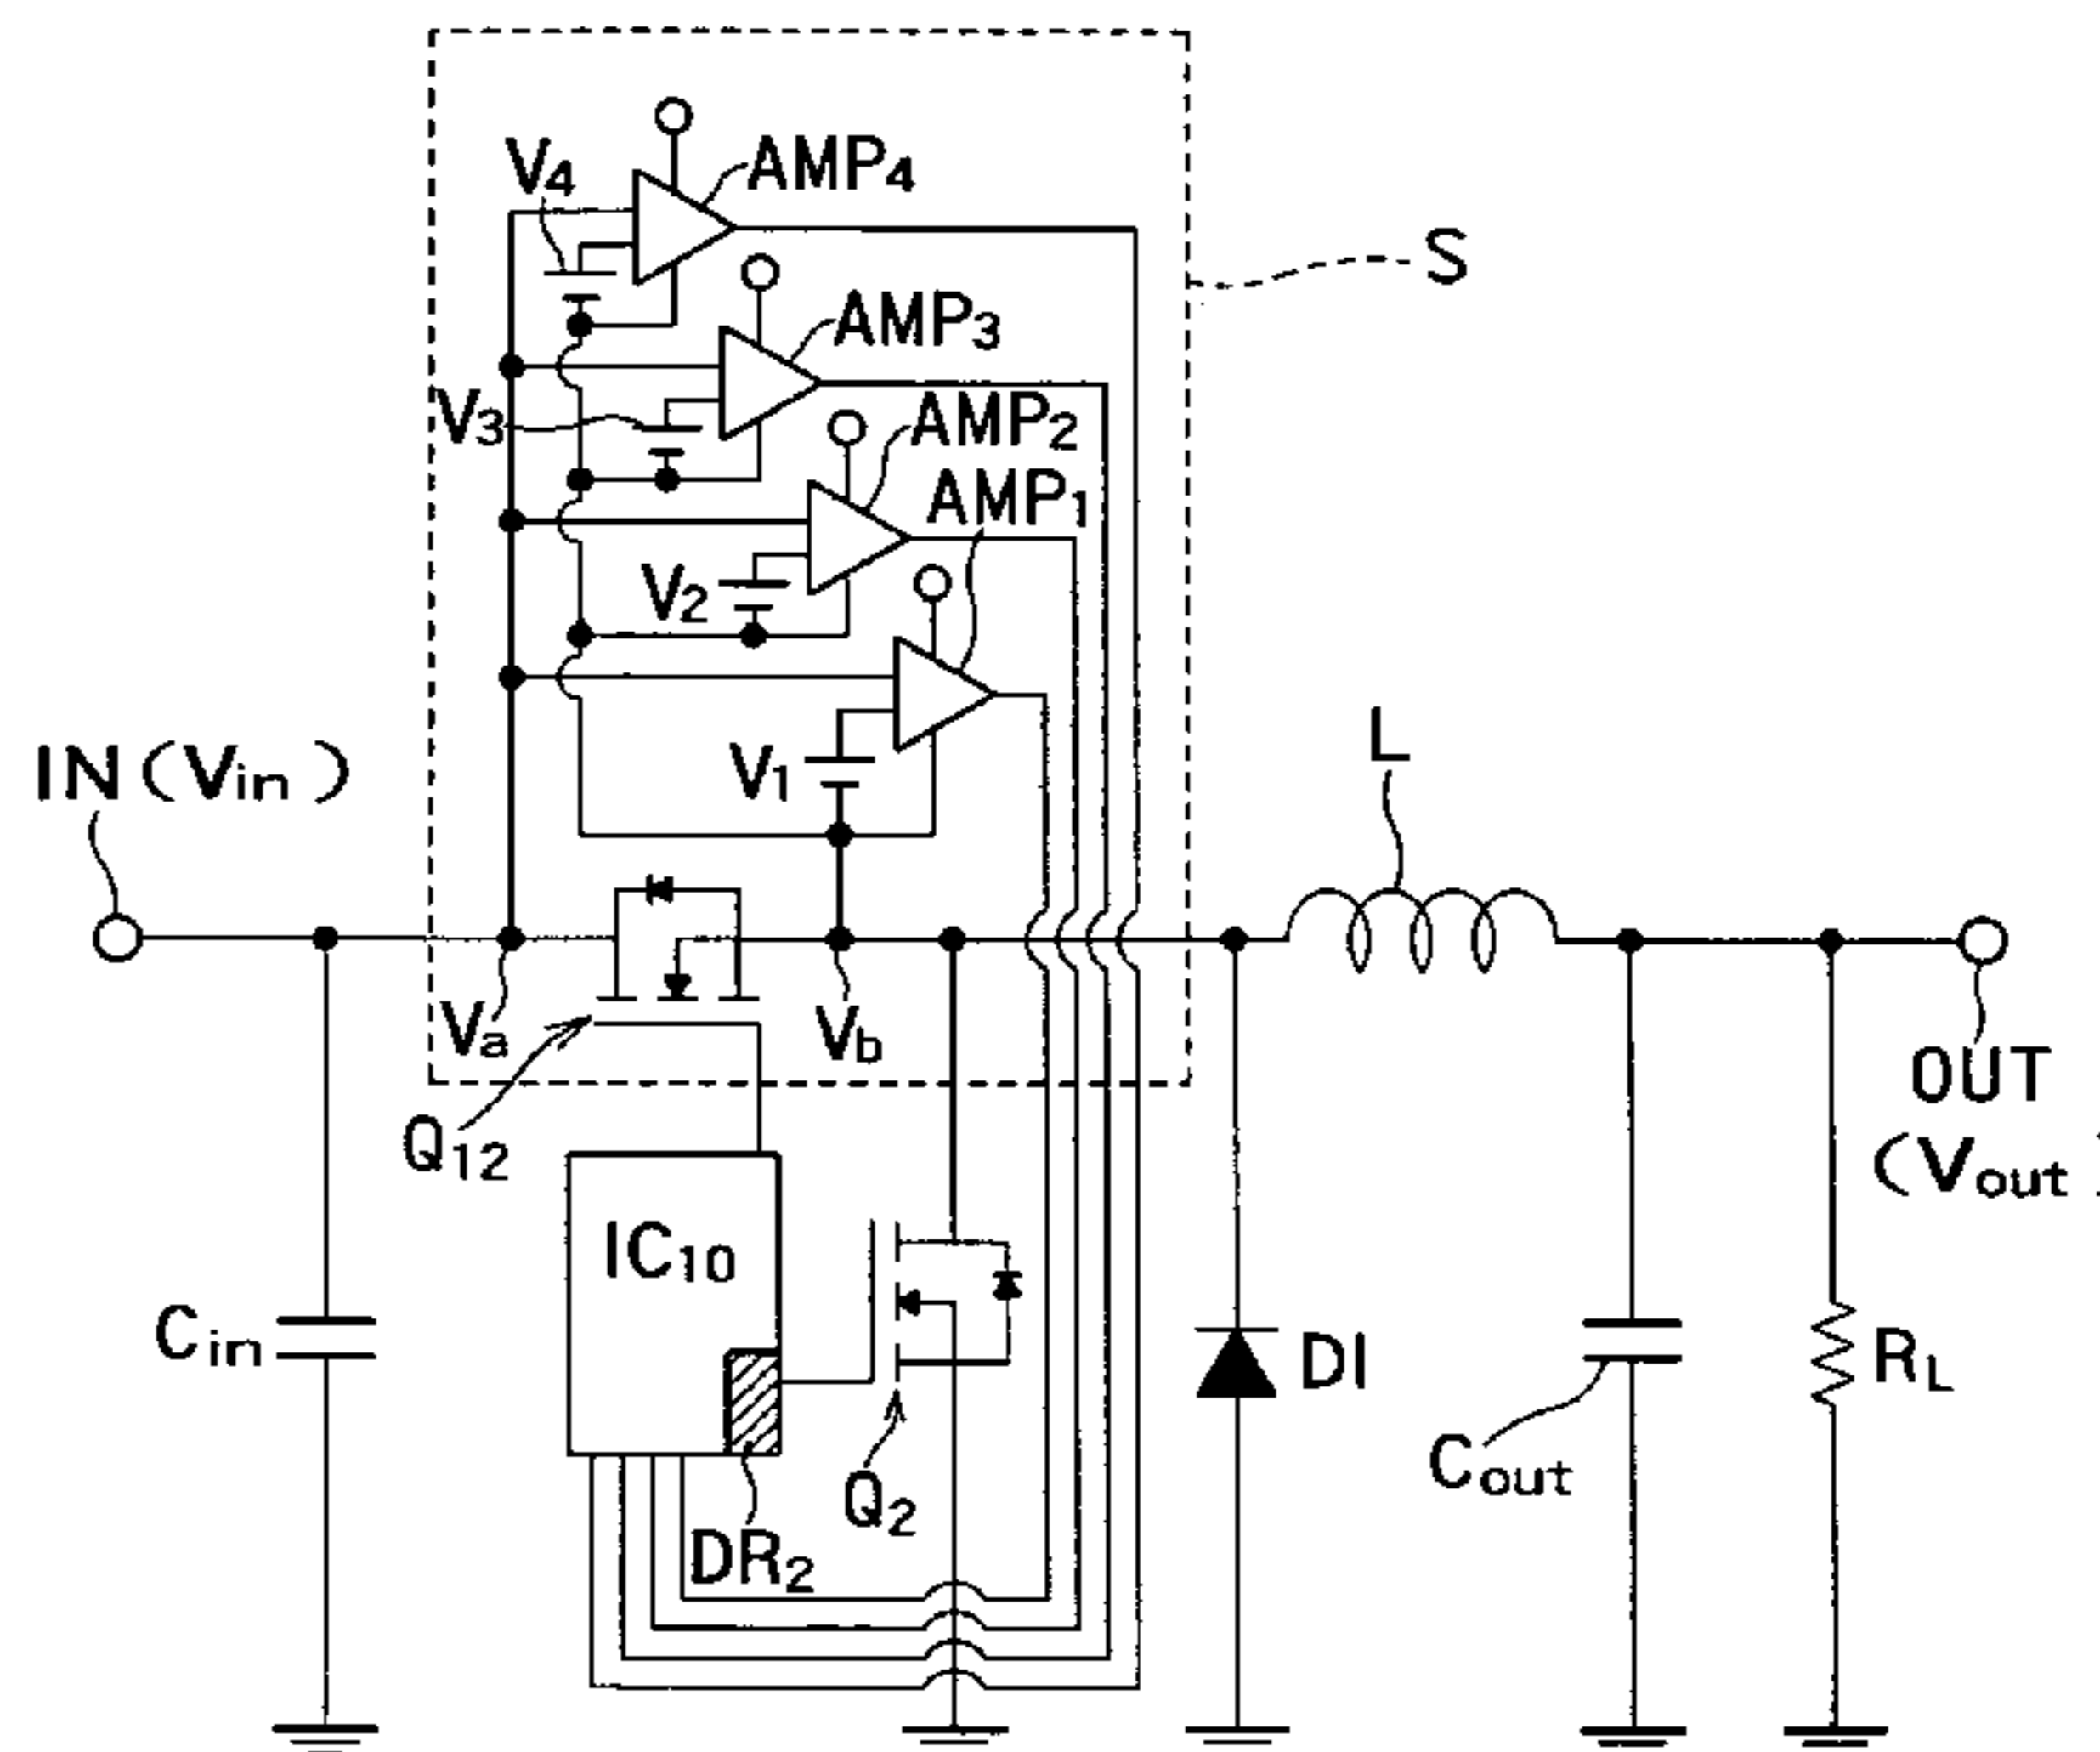 V4
AMP4
S
AMP3
V3
AMP2
AMP1
V2
V1
L
IN(Vin)
Va
Vb
OUT
(Vout)
Q12
IC10
Cin
DI
RL
Cout
Q2
DR2